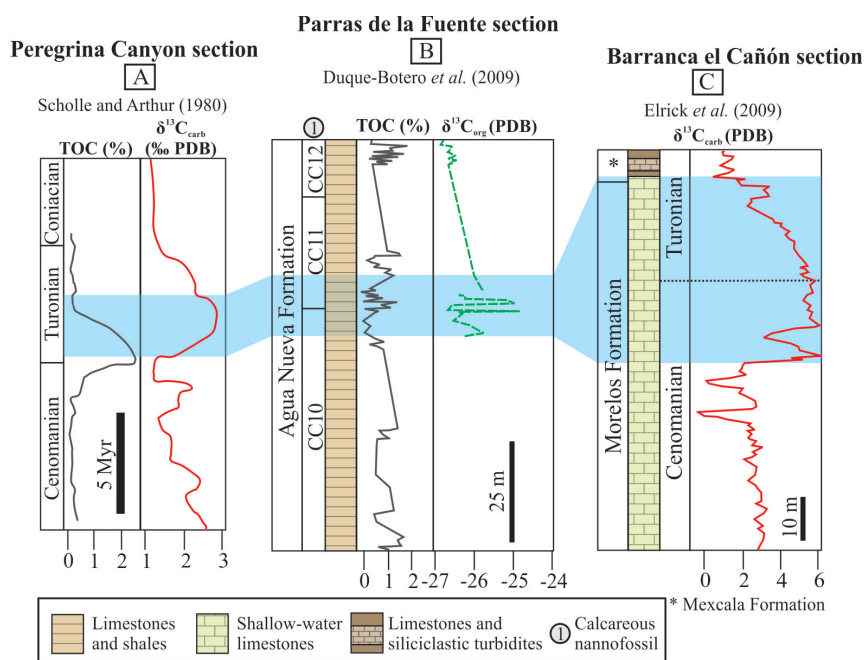 Peregrina Canyon section
A
Scholle and Arthur (1980)
TOC (%)
δ¹³C_carb
(‰ PDB)
Coniacian
Turonian
Cenomanian
5 Myr
0 1 2 1 2 3
Parras de la Fuente section
B
Duque-Botero et al. (2009)
1
TOC (%)
δ¹³C_org (PDB)
Agua Nueva Formation
CC12
CC11
CC10
25 m
0 1 2 -27 -26 -25 -24
Barranca el Cañón section
C
Elrick et al. (2009)
δ¹³C_carb (PDB)
*
Morelos Formation
Turonian
Cenomanian
10 m
0 2 4 6
* Mexcala Formation
Limestones
and shales
Shallow-water
limestones
Limestones and
siliciclastic turbidites
1
Calcareous
nannofossil